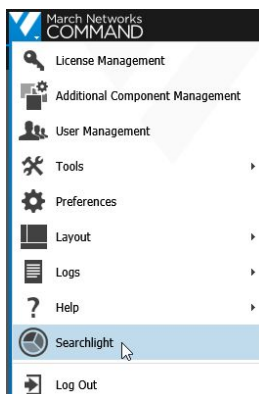 March Networks
COMMAND
License Management
Additional Component Management
User Management
Tools
Preferences
Layout
Logs
? Help
Searchlight
Log Out